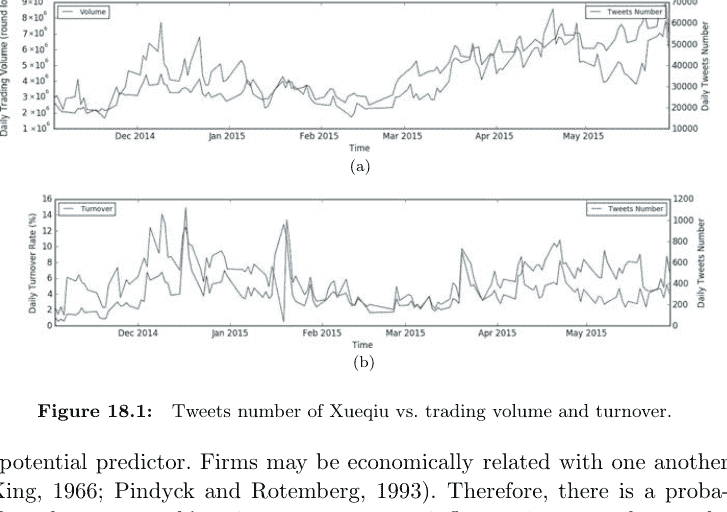 9×10⁶
8×10⁶
7×10⁶
6×10⁶
5×10⁶
4×10⁶
3×10⁶
2×10⁶
1×10⁶
Daily Trading Volume (round
Volume
Tweets Number
70000
60000
50000
40000
30000
20000
10000
Daily Tweets Number
Dec 2014 Jan 2015 Feb 2015 Mar 2015 Apr 2015 May 2015
Time
(a)
16
14
12
10
8
6
4
2
0
Daily Turnover Rate (%)
Turnover
Tweets Number
1200
1000
800
600
400
200
0
Daily Tweets Number
Dec 2014 Jan 2015 Feb 2015 Mar 2015 Apr 2015 May 2015
Time
(b)
Figure 18.1: Tweets number of Xueqiu vs. trading volume and turnover.
potential predictor. Firms may be economically related with one another
King, 1966; Pindyck and Rotemberg, 1993). Therefore, there is a proba-